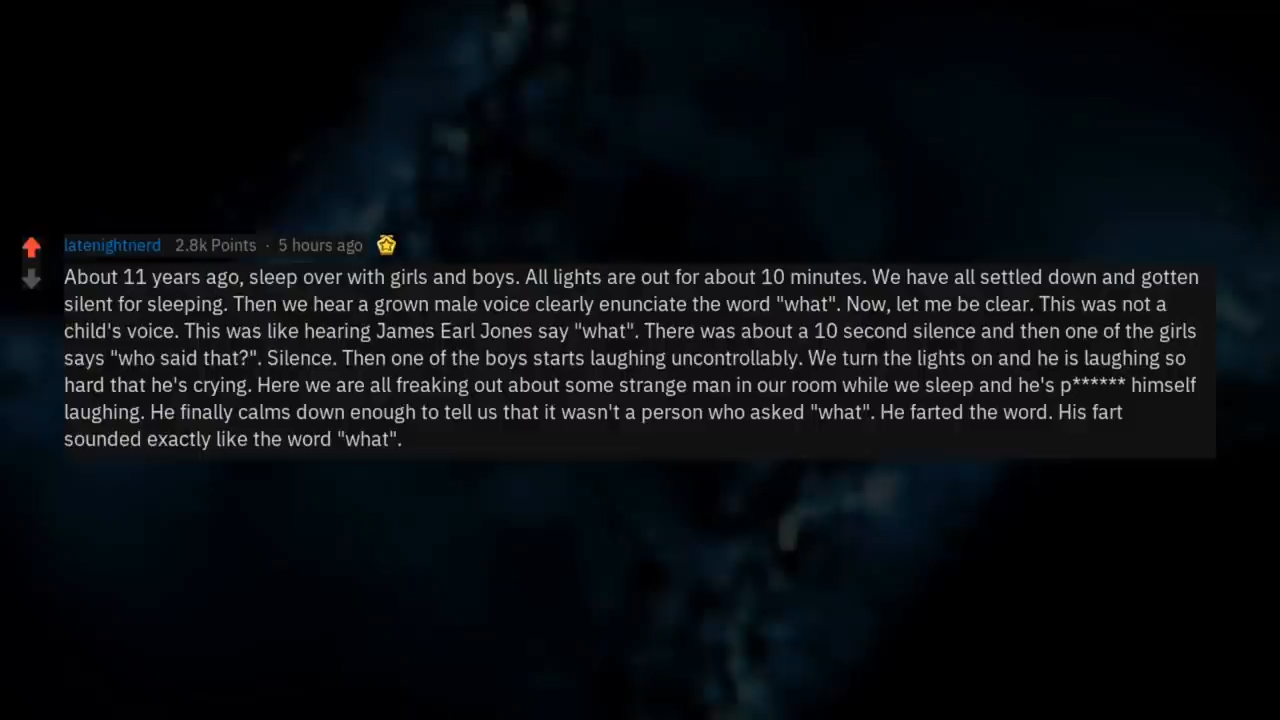 latenightnerd 2.8k Points · 5 hours ago
About 11 years ago, sleep over with girls and boys. All lights are out for about 10 minutes. We have all settled down and gotten
silent for sleeping. Then we hear a grown male voice clearly enunciate the word "what". Now, let me be clear. This was not a
child's voice. This was like hearing James Earl Jones say "what". There was about a 10 second silence and then one of the girls
says "who said that?". Silence. Then one of the boys starts laughing uncontrollably. We turn the lights on and he is laughing so
hard that he's crying. Here we are all freaking out about some strange man in our room while we sleep and he's p****** himself
laughing. He finally calms down enough to tell us that it wasn't a person who asked "what". He farted the word. His fart
sounded exactly like the word "what".